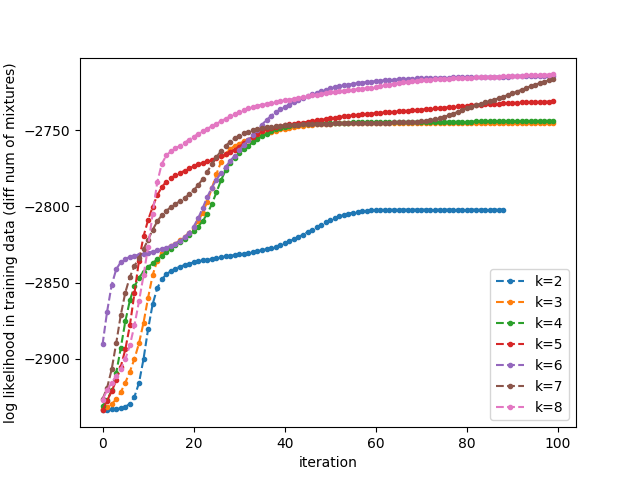 log likelihood in training data (diff num of mixtures)
−2750
−2800
−2850
−2900
0
20
40
60
80
100
iteration
k=2
k=3
k=4
k=5
k=6
k=7
k=8